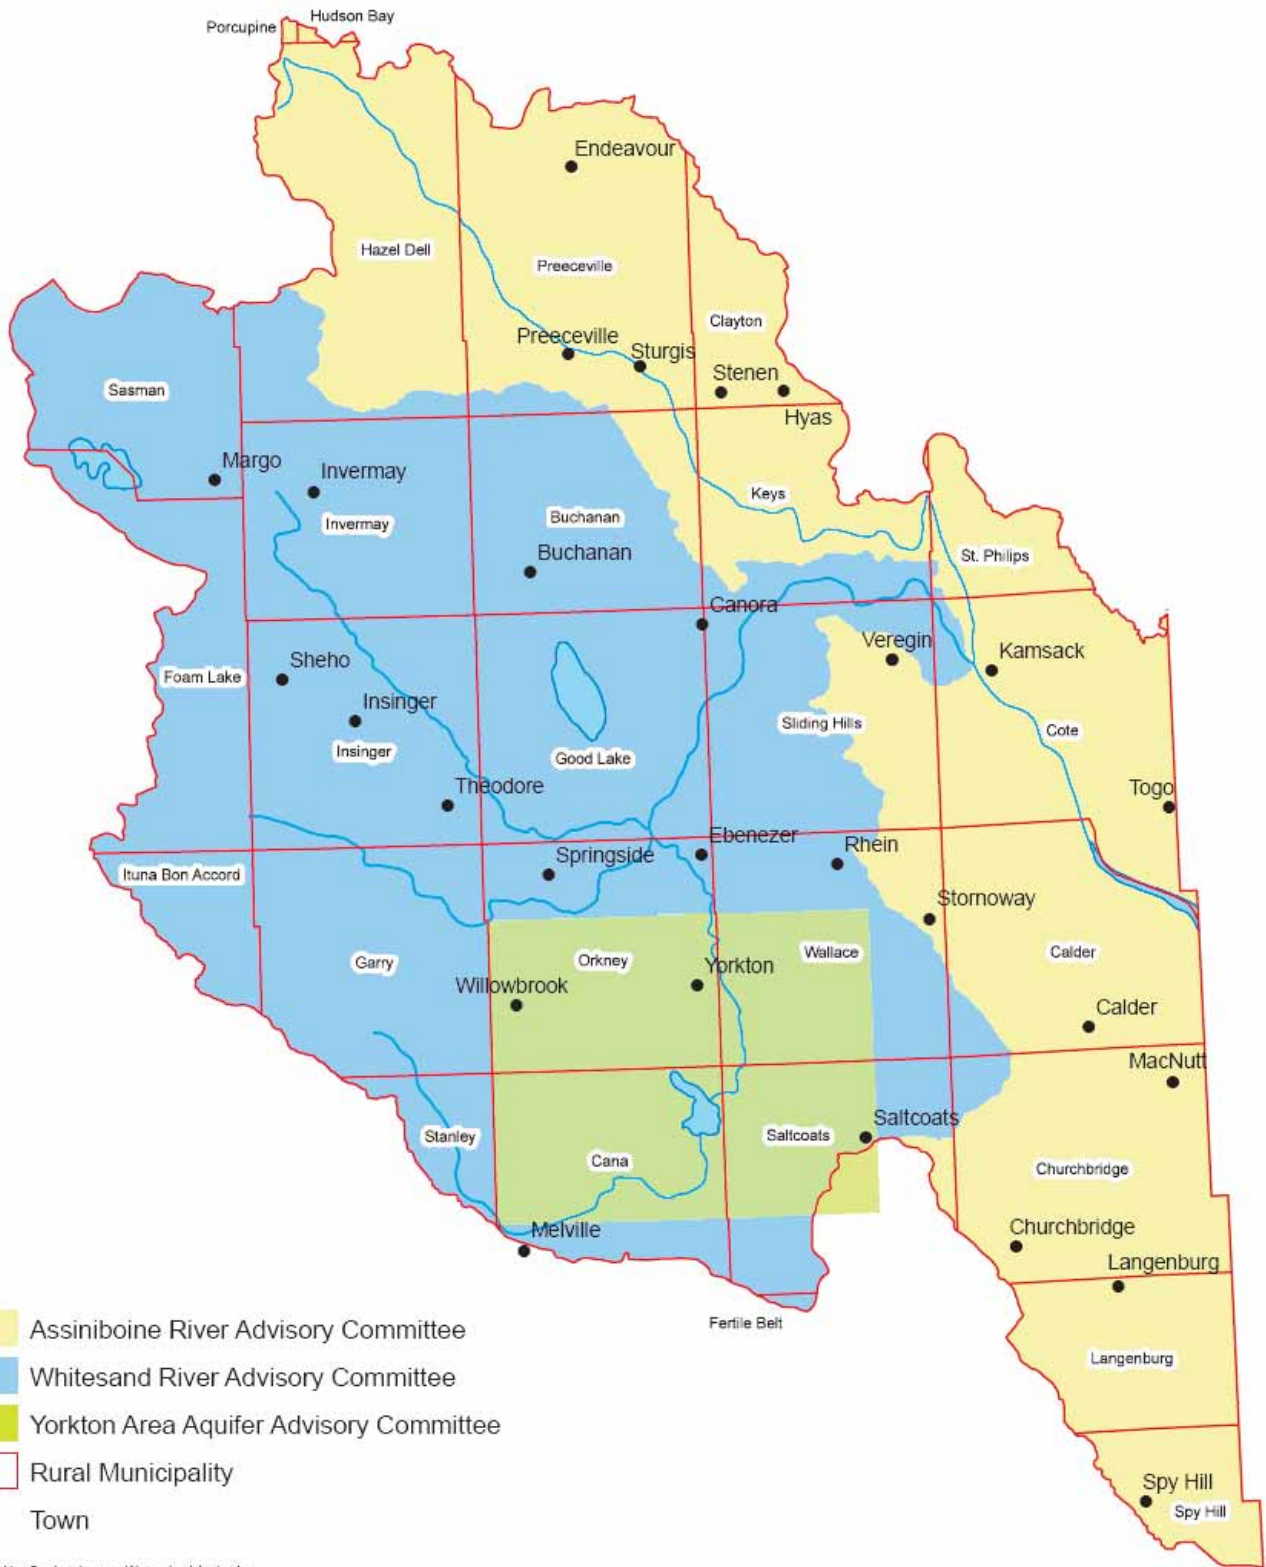 Hudson Bay
Porcupine
Endeavour
Hazel Dell
Preeceville
Clayton
Preeceville
Sturgis
Stenen
Sasman
Hyas
Margo
Invermay
Keys
Invermay
Buchanan
Buchanan
St. Philips
Canora
Veregin
Kamsack
Sheho
Foam Lake
Insinger
Sliding Hills
Cote
Insinger
Good Lake
Theodore
Togo
Ebenezer
Rhein
Springside
Ituna Bon Accord
Stornoway
Wallace
Calder
Orkney
Garry
Yorkton
Willowbrook
Calder
MacNutt
Saltcoats
Stanley
Saltcoats
Cana
Churchbridge
Melville
Churchbridge
Langenburg
Fertile Belt
Assiniboine River Advisory Committee
Langenburg
Whitesand River Advisory Committee
Yorkton Area Aquifer Advisory Committee
Rural Municipality
Spy Hill
Spy Hill
Town